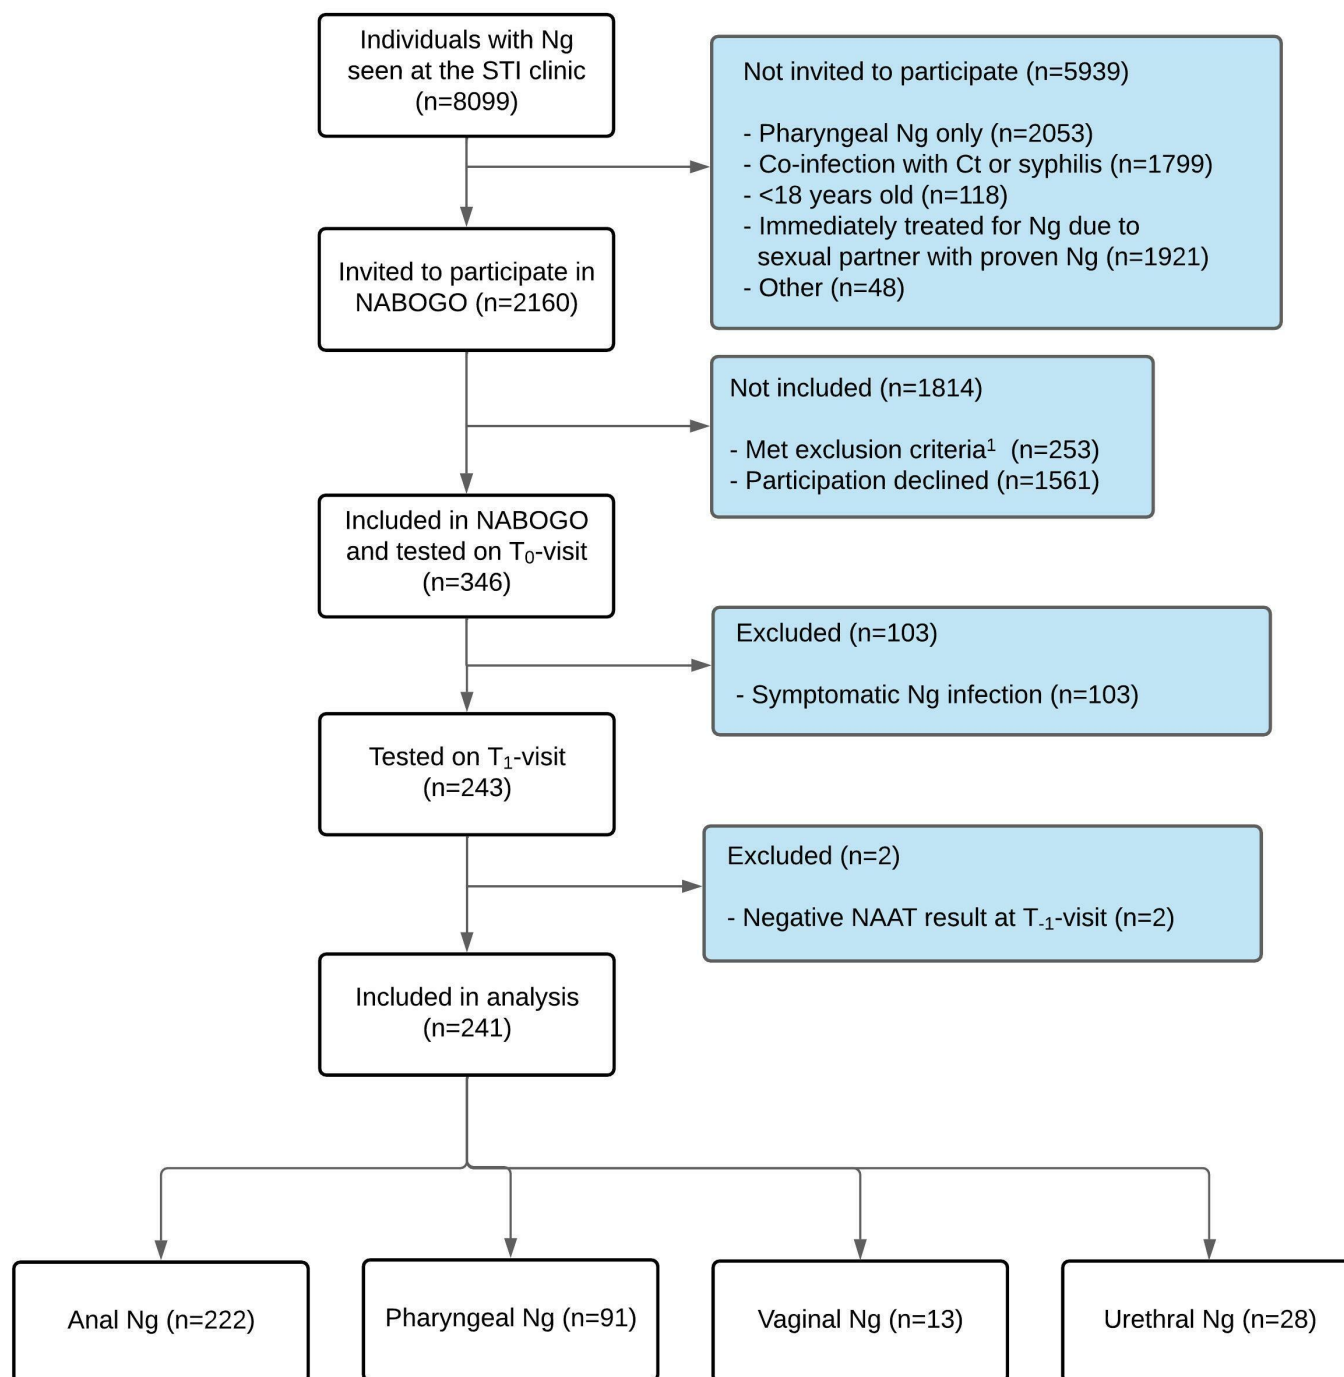 Individuals with Ng
seen at the STI clinic
(n=8099)
Not invited to participate (n=5939)
- Pharyngeal Ng only (n=2053)
- Co-infection with Ct or syphilis (n=1799)
- <18 years old (n=118)
- Immediately treated for Ng due to
sexual partner with proven Ng (n=1921)
- Other (n=48)
Invited to participate in
NABOGO (n=2160)
Not included (n=1814)
- Met exclusion criteria¹ (n=253)
- Participation declined (n=1561)
Included in NABOGO
and tested on T₀-visit
(n=346)
Excluded (n=103)
- Symptomatic Ng infection (n=103)
Tested on T₁-visit
(n=243)
Excluded (n=2)
- Negative NAAT result at T₋₁-visit (n=2)
Included in analysis
(n=241)
Anal Ng (n=222)
Pharyngeal Ng (n=91)
Vaginal Ng (n=13)
Urethral Ng (n=28)